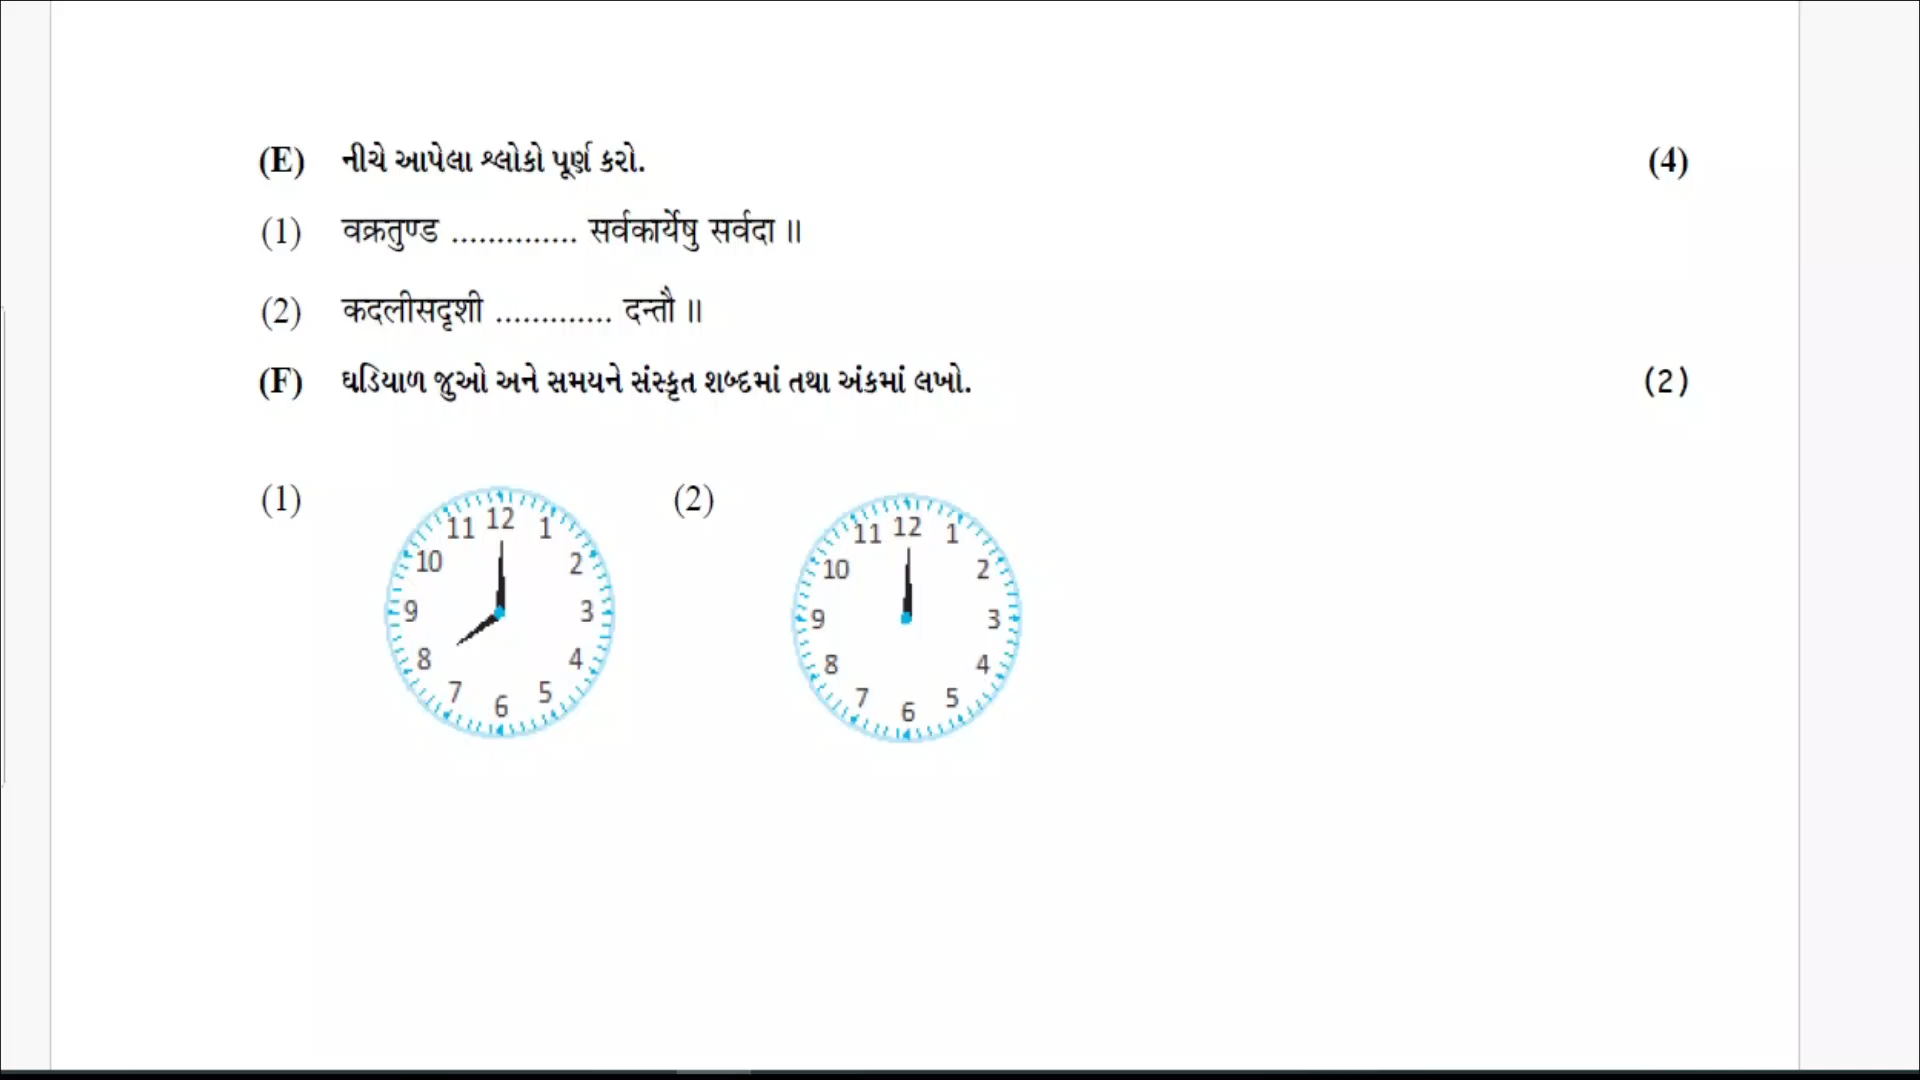 (E) નીચે આપેલા શ્લોકો પૂર્ણ કરો. (4)
(1) वक्रतुण्ड .............. सर्वकार्येषु सर्वदा ॥
(2) कदलीसदृशी ............. दन्तौ ॥
(F) ઘડિયાળ જુઓ અને સમયને સંસ્કૃત શબ્દમાં તથા અંકમાં લખો. (2)
(1) (2)
12 1 2 3 4 5 6 7 8 9 10 11
12 1 2 3 4 5 6 7 8 9 10 11